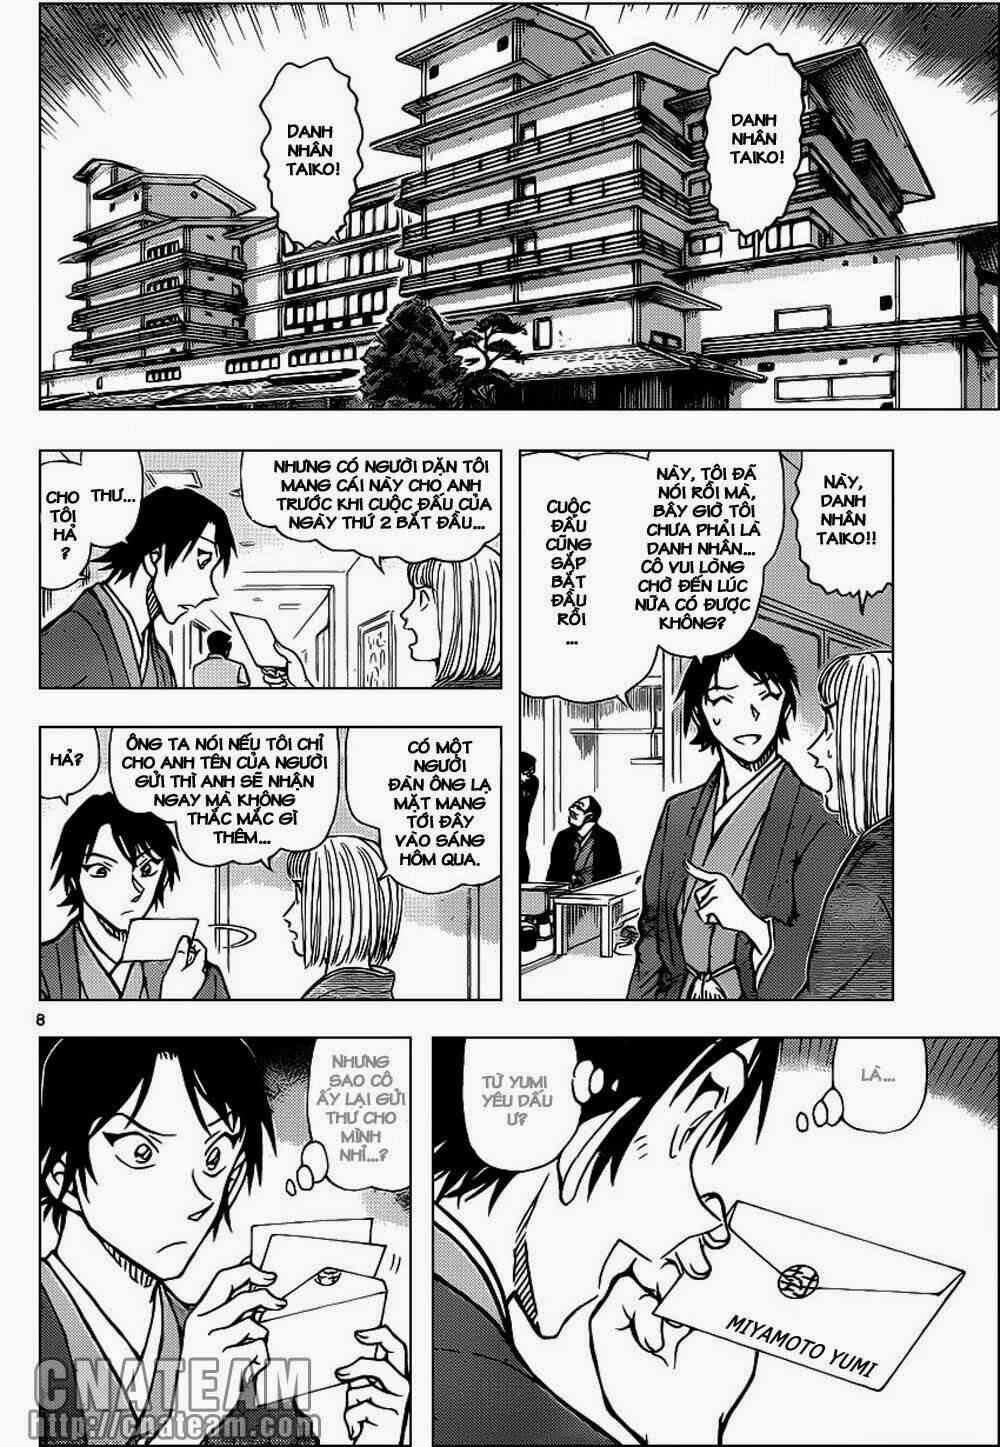 DANH
NHÂN
TAIKO!
DANH
NHÂN
TAIKO!
NÀY,
DANH
NHÂN
TAIKO!!
NÀY, TÔI ĐÃ
NÓI RỒI MÀ,
BÂY GIỜ TÔI
CHƯA PHẢI LÀ
DANH NHÂN...
CÔ VUI LÒNG
CHỜ ĐẾN LÚC
NỮA CÓ ĐƯỢC
KHÔNG?
CUỘC
ĐẤU
CŨNG
SẮP
BẮT
ĐẦU
RỒI
...
NHƯNG CÓ NGƯỜI DẶN TÔI
MANG CÁI NÀY CHO ANH
TRƯỚC KHI CUỘC ĐẤU CỦA
NGÀY THỨ 2 BẮT ĐẦU...
THƯ...
CHO
TÔI
HẢ
?
CÓ MỘT
NGƯỜI
ĐÀN ÔNG LẠ
MẶT MANG
TỚI ĐÂY
VÀO SÁNG
HÔM QUA.
ÔNG TA NÓI NẾU TÔI CHỈ
CHO ANH TÊN CỦA NGƯỜI
GỬI THÌ ANH SẼ NHẬN
NGAY MÀ KHÔNG
THẮC MẮC GÌ
THÊM...
HẢ?
8
LÀ...
TỪ YUMI
YÊU DẤU
Ư?
MIYAMOTO YUMI
NHƯNG
SAO CÔ
ẤY LẠI GỬI
THƯ CHO
MÌNH
NHỈ...?
CNATEAM
http://cnateam.com/